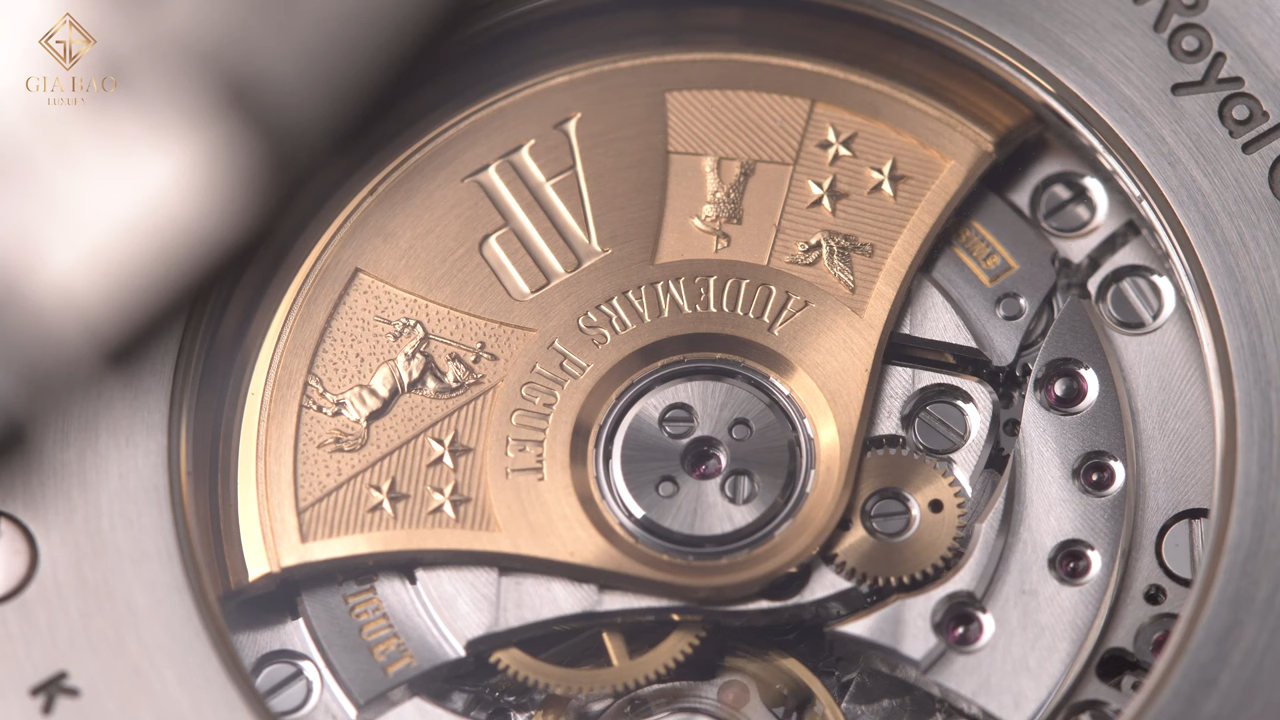 GIA BAO
LUXURY
Royal
AP
AUDEMARS PIGUET
PIGUET
K